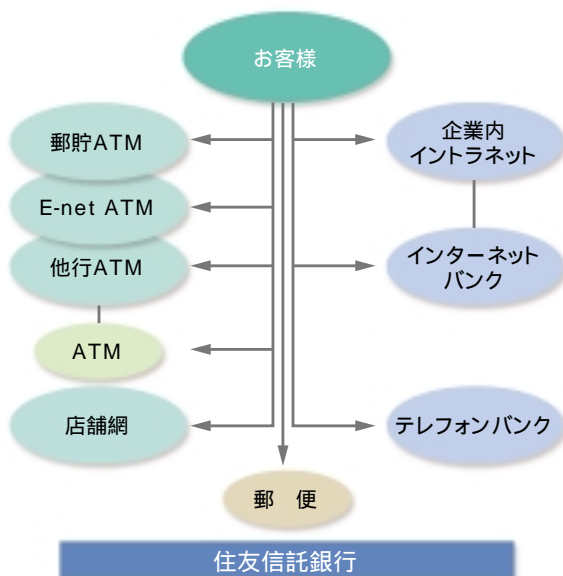 お客様
郵貯ATM
E-net ATM
他行ATM
ATM
店舗網
企業内
イントラネット
インターネット
バンク
テレフォンバンク
郵 便
住友信託銀行